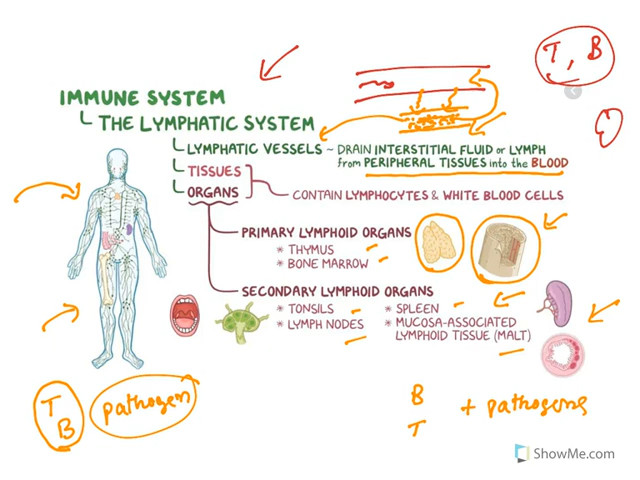 T, B
IMMUNE SYSTEM
THE LYMPHATIC SYSTEM
LYMPHATIC VESSELS ~ DRAIN INTERSTITIAL FLUID or LYMPH
from PERIPHERAL TISSUES into the BLOOD
TISSUES
ORGANS
CONTAIN LYMPHOCYTES & WHITE BLOOD CELLS
PRIMARY LYMPHOID ORGANS
* THYMUS
* BONE MARROW
SECONDARY LYMPHOID ORGANS
* TONSILS
* LYMPH NODES
* SPLEEN
* MUCOSA-ASSOCIATED
LYMPHOID TISSUE (MALT)
T
B
pathogen
B
T
+ pathogens
ShowMe.com